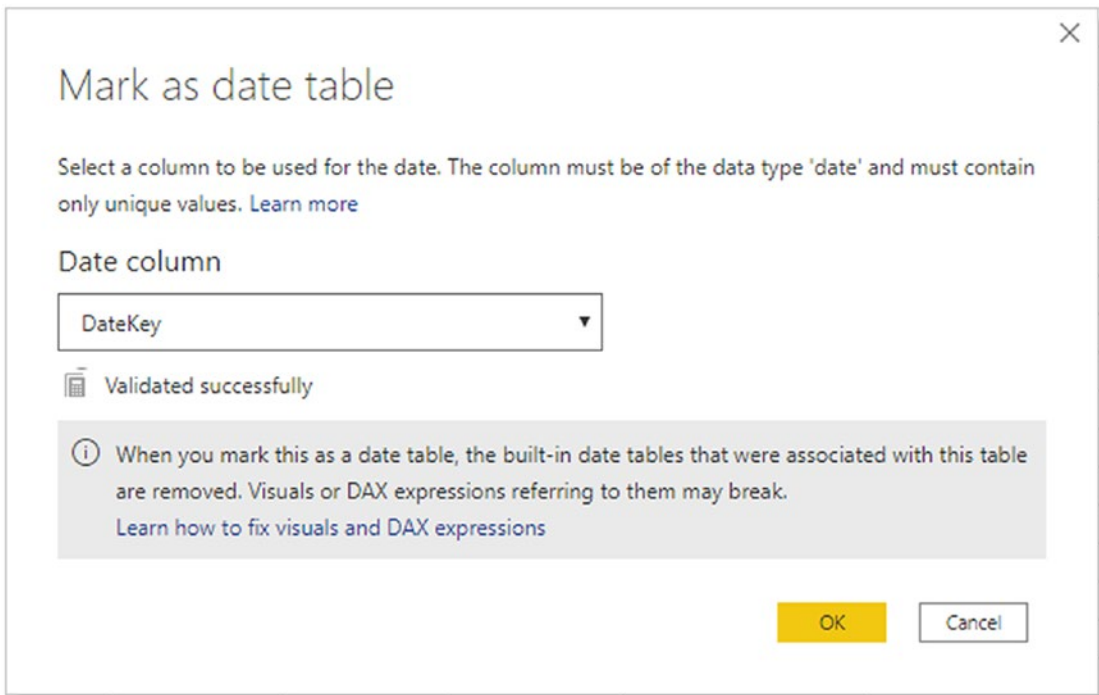 Mark as date table
Select a column to be used for the date. The column must be of the data type 'date' and must contain
only unique values. Learn more
Date column
DateKey
Validated successfully
When you mark this as a date table, the built-in date tables that were associated with this table
are removed. Visuals or DAX expressions referring to them may break.
Learn how to fix visuals and DAX expressions
OK Cancel